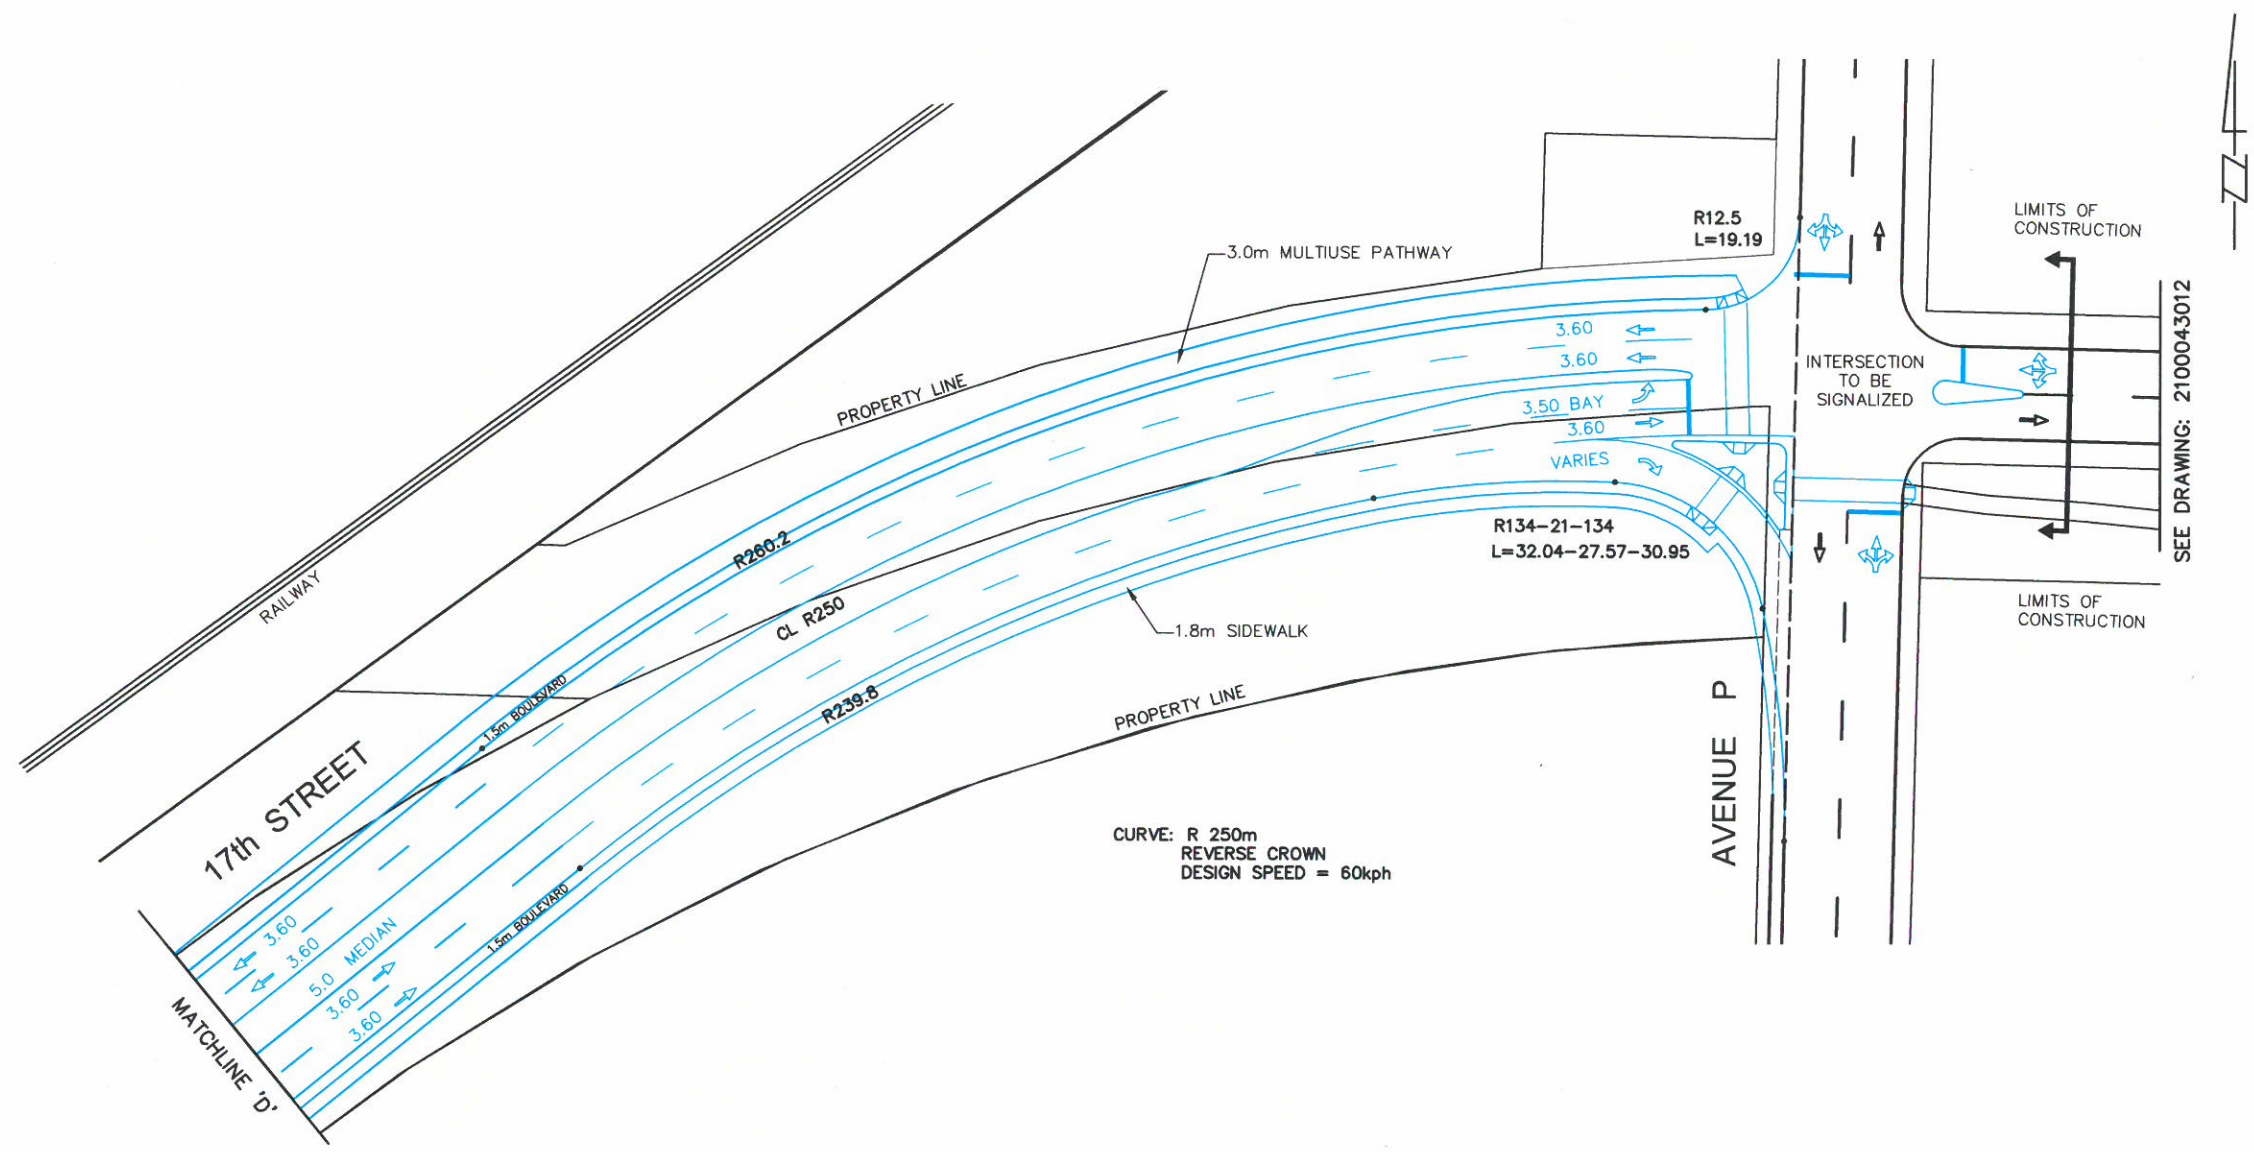 R12.5
L=19.19
LIMITS OF
CONSTRUCTION
N
3.0m MULTIUSE PATHWAY
SEE DRAWING: 2100043012
3.60
3.60
INTERSECTION
TO BE
SIGNALIZED
PROPERTY LINE
3.50 BAY
3.60
VARIES
R134-21-134
L=32.04-27.57-30.95
R260.2
RAILWAY
CL R250
1.8m SIDEWALK
LIMITS OF
CONSTRUCTION
1.5m BOULEVARD
R239.8
PROPERTY LINE
AVENUE P
17th STREET
CURVE: R 250m
REVERSE CROWN
DESIGN SPEED = 60kph
1.5m BOULEVARD
3.60
3.60
5.0 MEDIAN
3.60
3.60
MATCHLINE 'D'